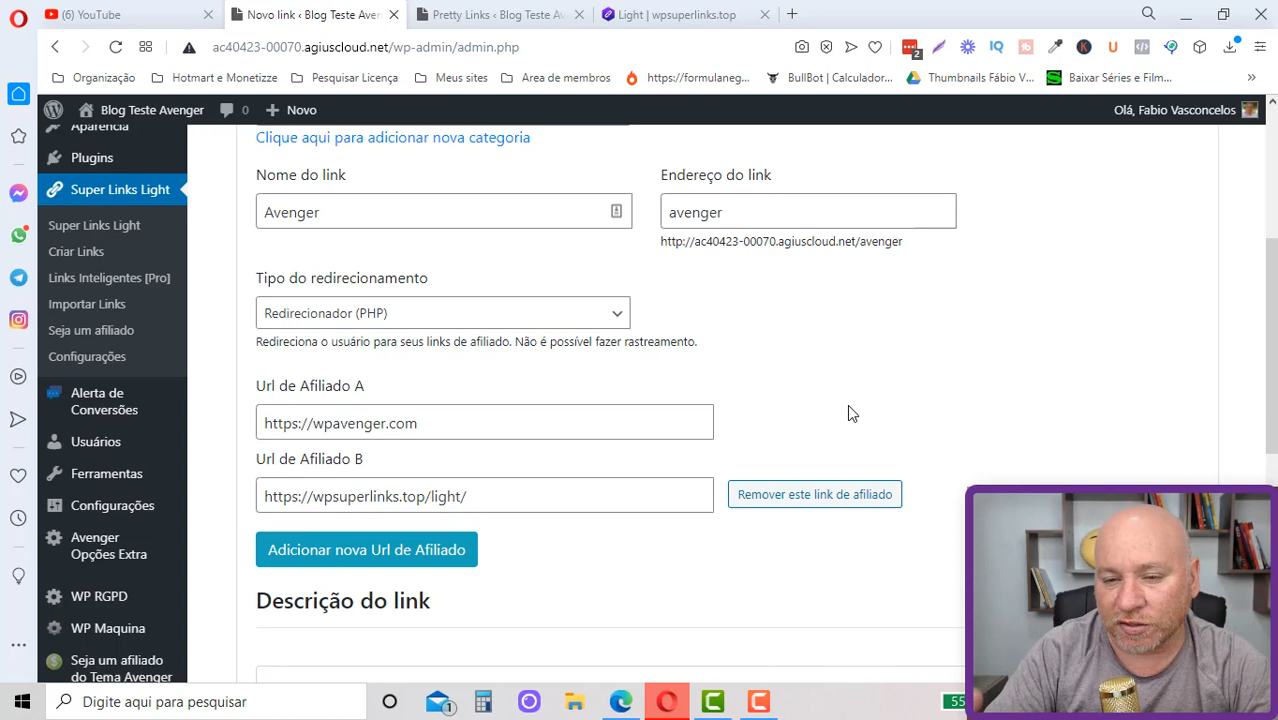 (6) YouTube
Novo link ‹ Blog Teste Aven
Pretty Links ‹ Blog Teste Ave
Light | wpsuperlinks.top
ac40423-00070.agiuscloud.net/wp-admin/admin.php
2
IQ
Organização
Hotmart e Monetizze
Pesquisar Licença
Meus sites
Area de membros
https://formulaneg...
BullBot | Calculador...
Thumbnails Fábio V...
Baixar Séries e Film...
Blog Teste Avenger
0
Novo
Olá, Fabio Vasconcelos
Aparência
Plugins
Super Links Light
Super Links Light
Criar Links
Links Inteligentes [Pro]
Importar Links
Seja um afiliado
Configurações
Alerta de
Conversões
Usuários
Ferramentas
Configurações
Avenger
Opções Extra
WP RGPD
WP Maquina
Seja um afiliado
do Tema Avenger
Clique aqui para adicionar nova categoria
Nome do link
Endereço do link
Avenger
avenger
http://ac40423-00070.agiuscloud.net/avenger
Tipo do redirecionamento
Redirecionador (PHP)
Redireciona o usuário para seus links de afiliado. Não é possível fazer rastreamento.
Url de Afiliado A
https://wpavenger.com
Url de Afiliado B
https://wpsuperlinks.top/light/
Remover este link de afiliado
Adicionar nova Url de Afiliado
Descrição do link
Digite aqui para pesquisar
1
55